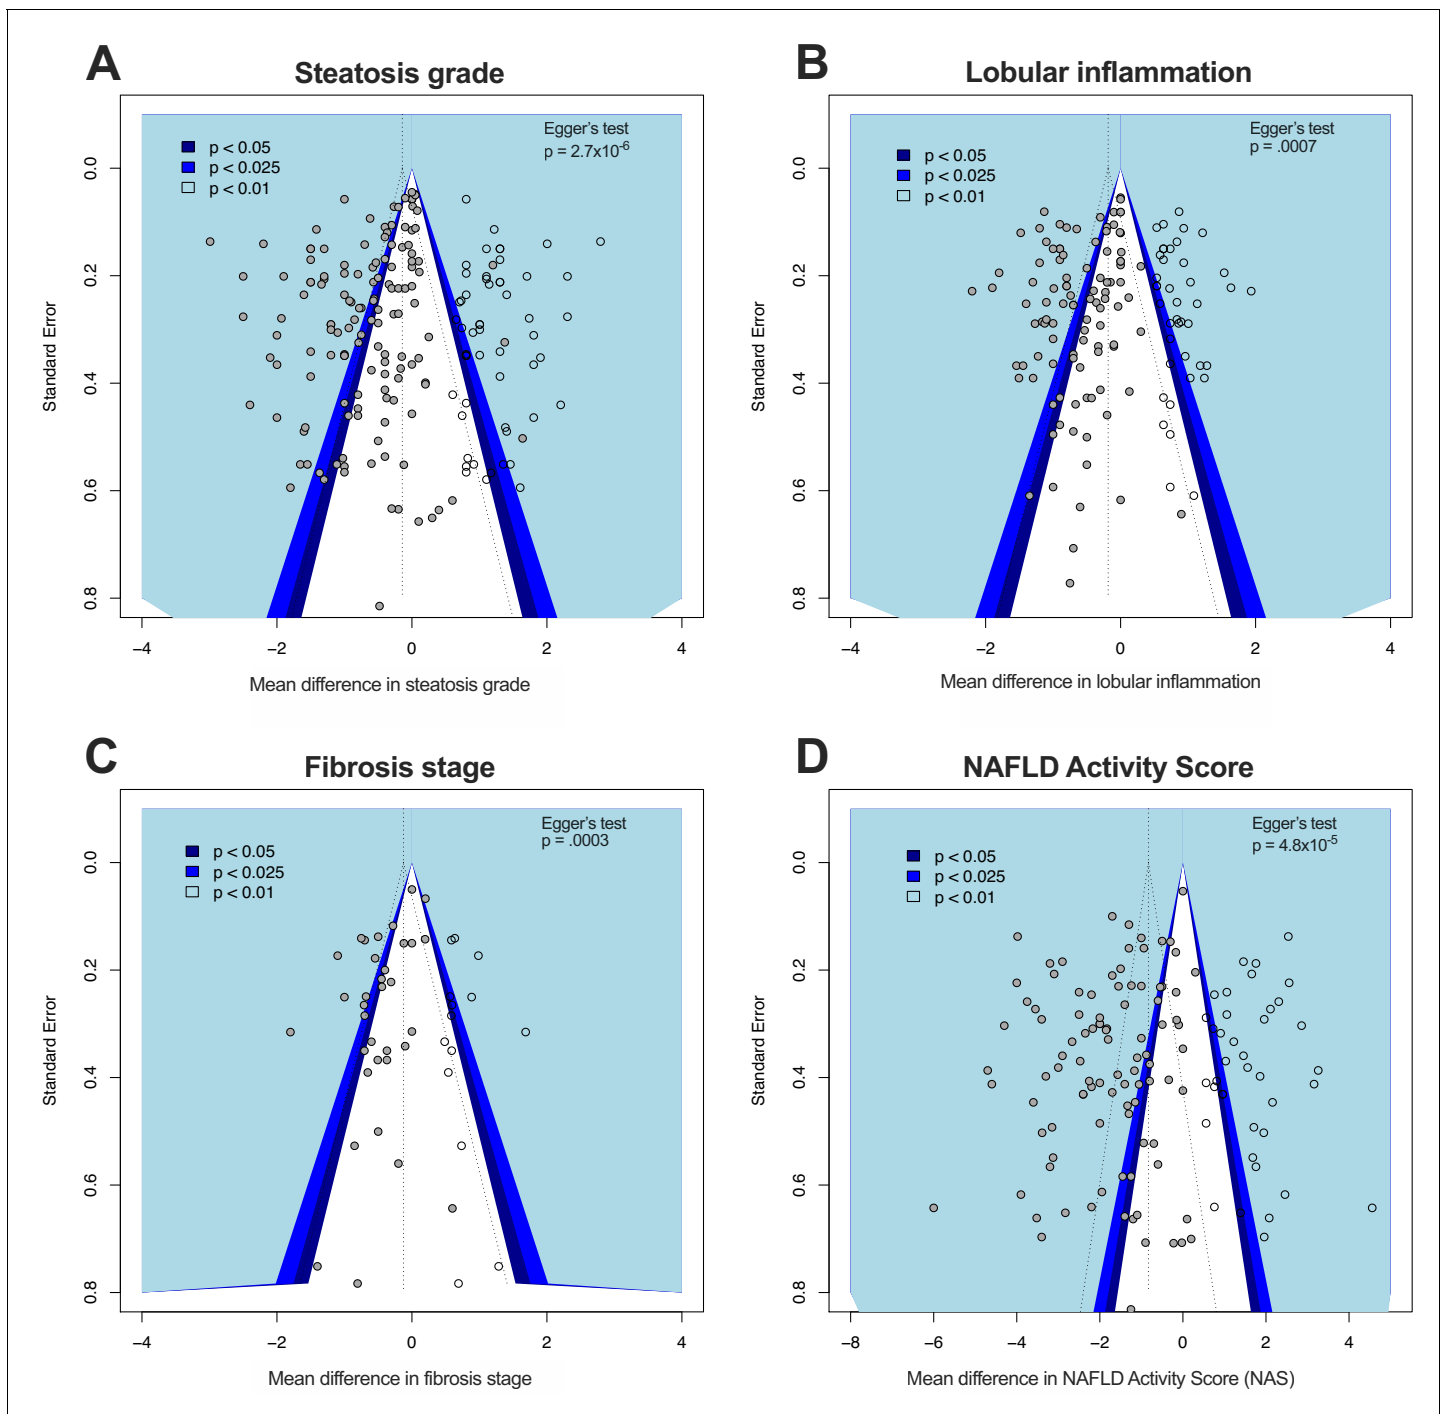 A
Steatosis grade
Egger's test
p = 2.7x10-6
p < 0.05
p < 0.025
p < 0.01
0.0
0.2
0.4
0.6
0.8
Standard Error
−4
−2
0
2
4
Mean difference in steatosis grade
B
Lobular inflammation
Egger's test
p = .0007
p < 0.05
p < 0.025
p < 0.01
0.0
0.2
0.4
0.6
0.8
Standard Error
−4
−2
0
2
4
Mean difference in lobular inflammation
C
Fibrosis stage
Egger's test
p = .0003
p < 0.05
p < 0.025
p < 0.01
0.0
0.2
0.4
0.6
0.8
Standard Error
−4
−2
0
2
4
Mean difference in fibrosis stage
D
NAFLD Activity Score
Egger's test
p = 4.8x10-5
p < 0.05
p < 0.025
p < 0.01
0.0
0.2
0.4
0.6
0.8
Standard Error
−8
−6
−4
−2
0
2
4
Mean difference in NAFLD Activity Score (NAS)